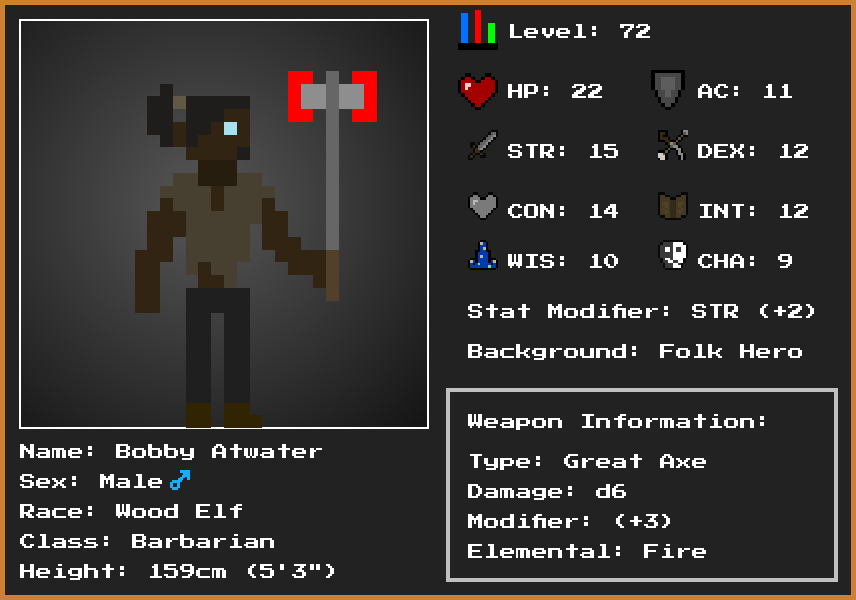 Level: 72
HP: 22 AC: 11
STR: 15 DEX: 12
CON: 14 INT: 12
WIS: 10 CHA: 9
Stat Modifier: STR (+2)
Background: Folk Hero
Weapon Information:
Type: Great Axe
Damage: d6
Modifier: (+3)
Elemental: Fire
Name: Bobby Atwater
Sex: Male♂
Race: Wood Elf
Class: Barbarian
Height: 159cm (5'3")